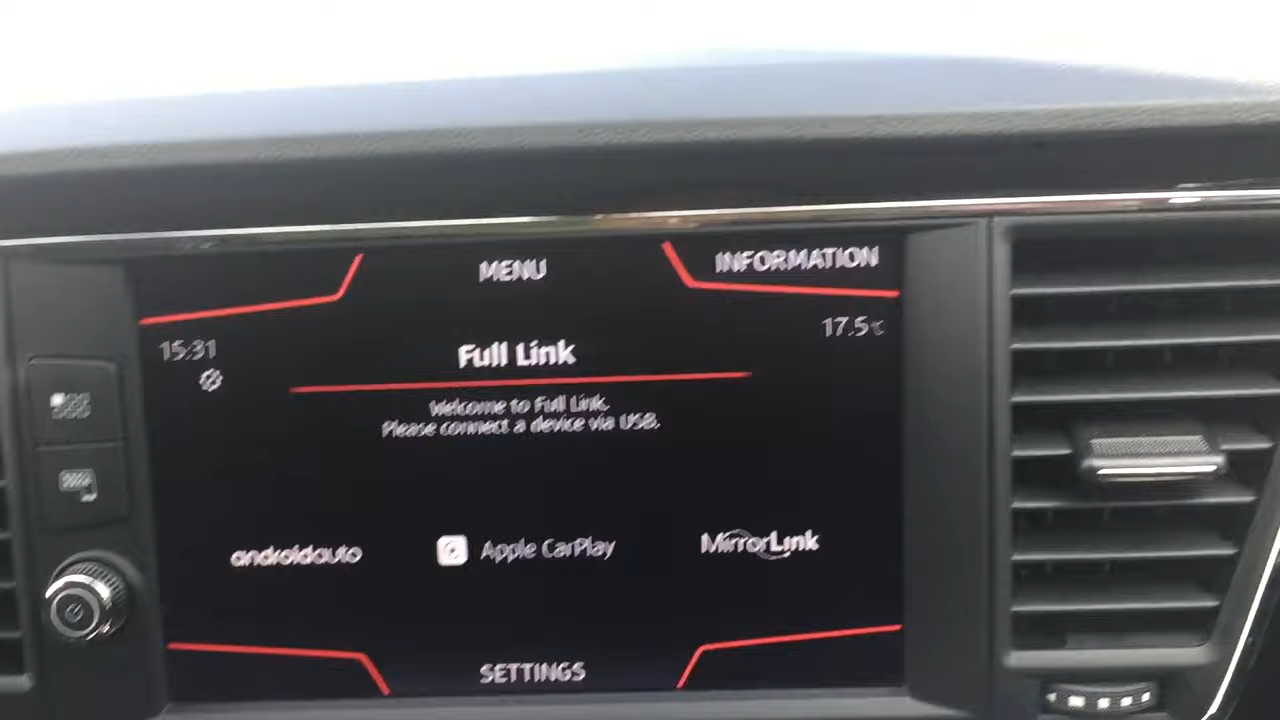 MENU
INFORMATION
15:31
17.5°C
Full Link
Welcome to Full Link.
Please connect a device via USB.
androidauto
Apple CarPlay
MirrorLink
SETTINGS